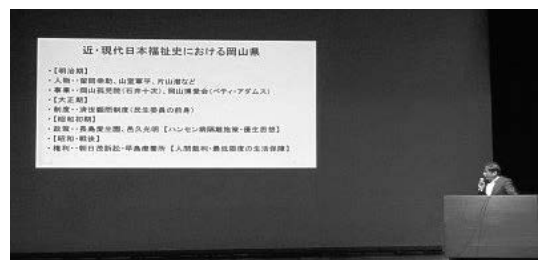 近・現代日本福祉史における岡山県
・【明治期】
・人物・・留岡幸助、山室軍平、片山潜など
・事業・・岡山孤児院(石井十次)、岡山博愛会(ペティ・アダムス)
・【大正期】
・制度・・済世顧問制度(民生委員の前身)
・【昭和初期】
・政策・・長島愛生園、邑久光明園【ハンセン病隔離施策・優生思想】
・【昭和・戦後】
・権利・・朝日茂訴訟・早島療養所【人間裁判・最低限度の生活保障】